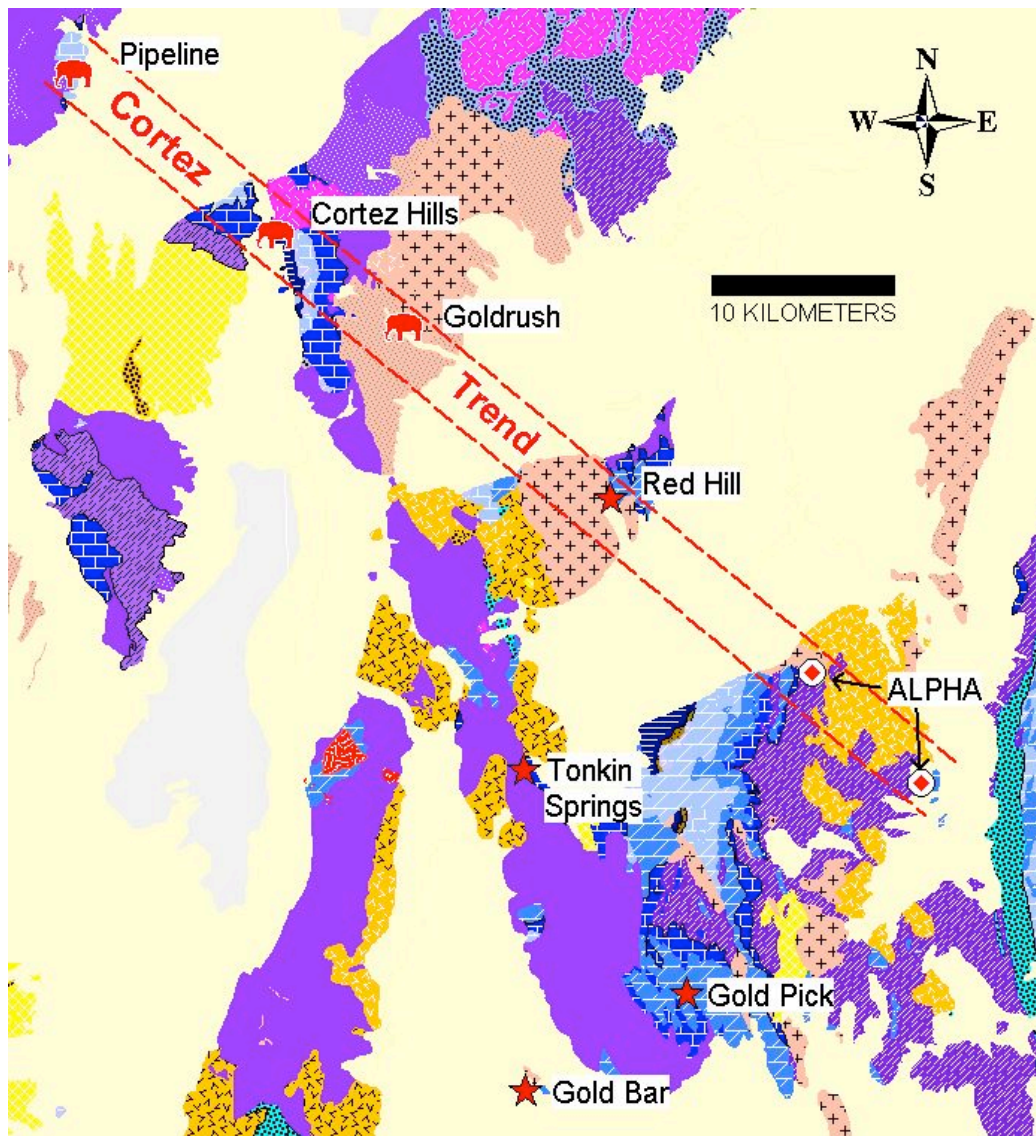 Pipeline
N
W E
S
Cortez
Cortez Hills
10 KILOMETERS
Goldrush
Trend
Red Hill
ALPHA
Tonkin
Springs
Gold Pick
Gold Bar